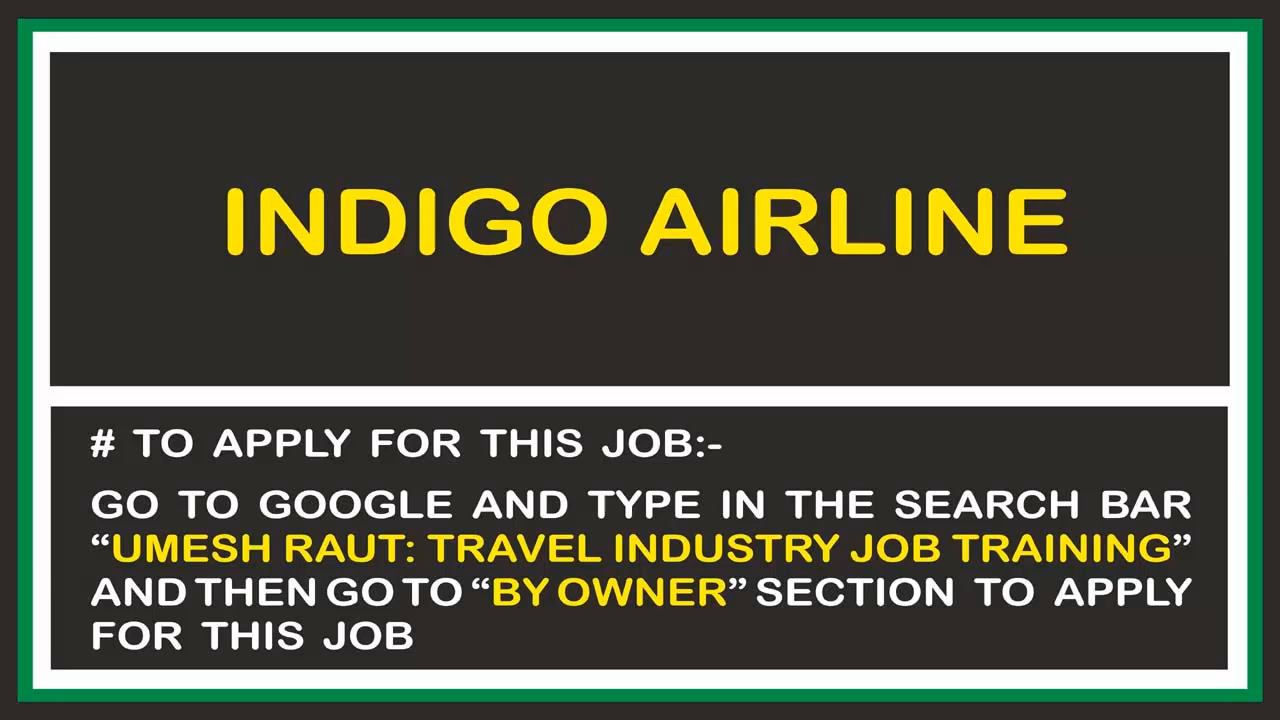 INDIGO AIRLINE
# TO APPLY FOR THIS JOB:-
GO TO GOOGLE AND TYPE IN THE SEARCH BAR
“UMESH RAUT: TRAVEL INDUSTRY JOB TRAINING”
AND THEN GO TO “BY OWNER” SECTION TO APPLY
FOR THIS JOB